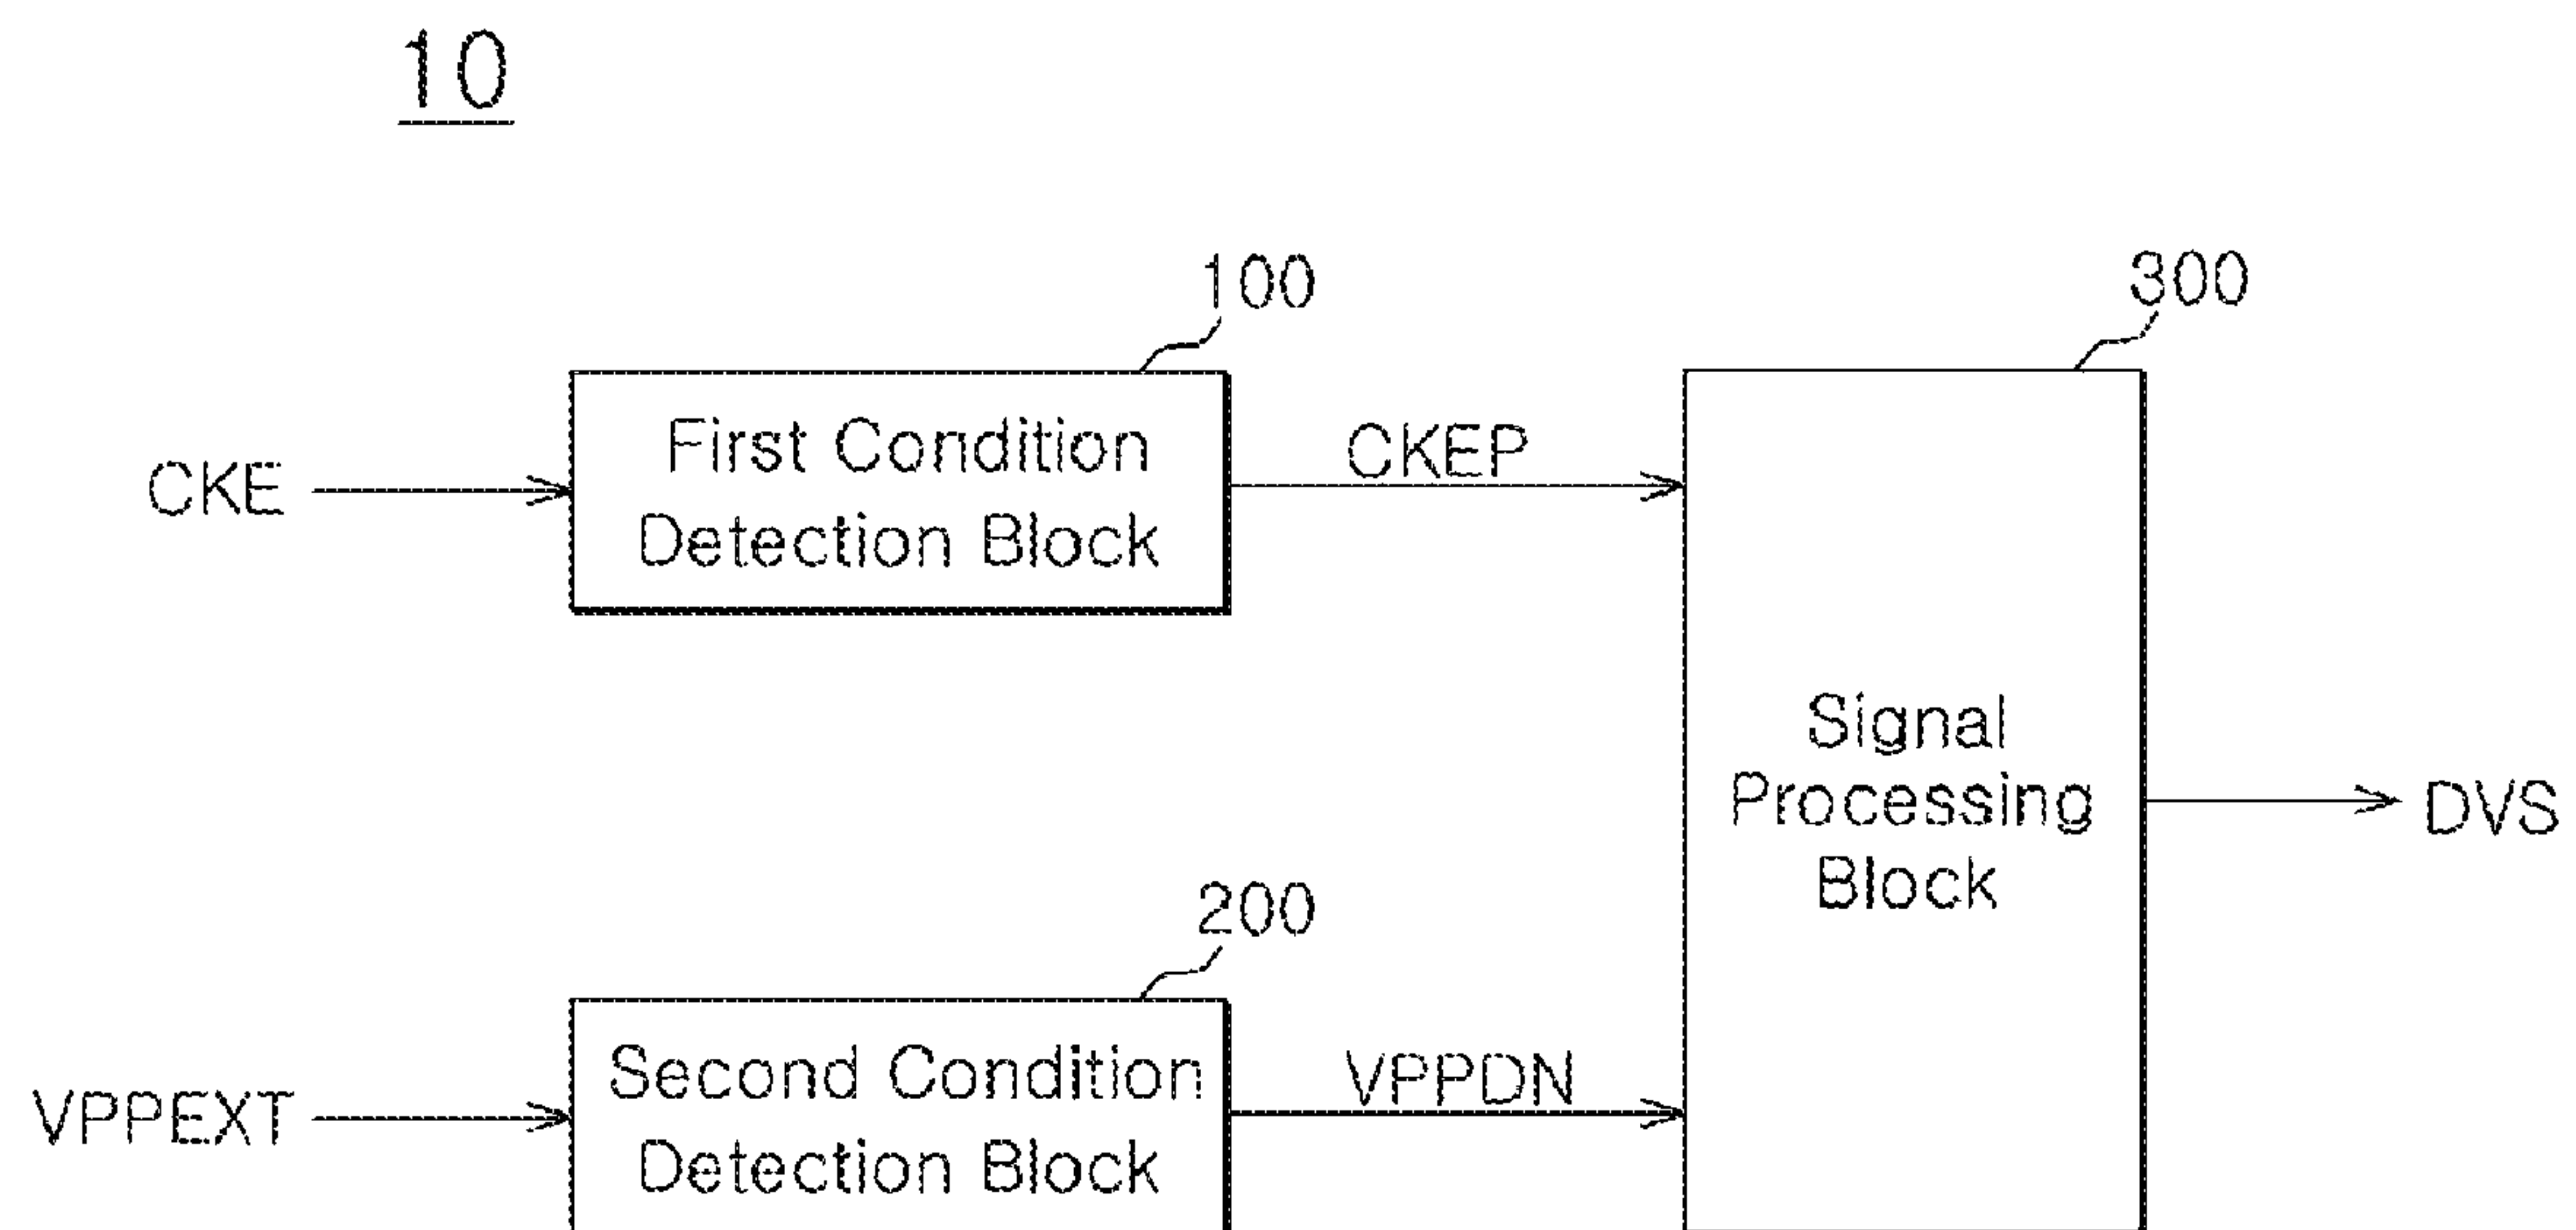 10
100
300
CKE
First Condition
Detection Block
CKEP
Signal
Processing
Block
DVS
200
VPPEXT
Second Condition
Detection Block
VPPDN